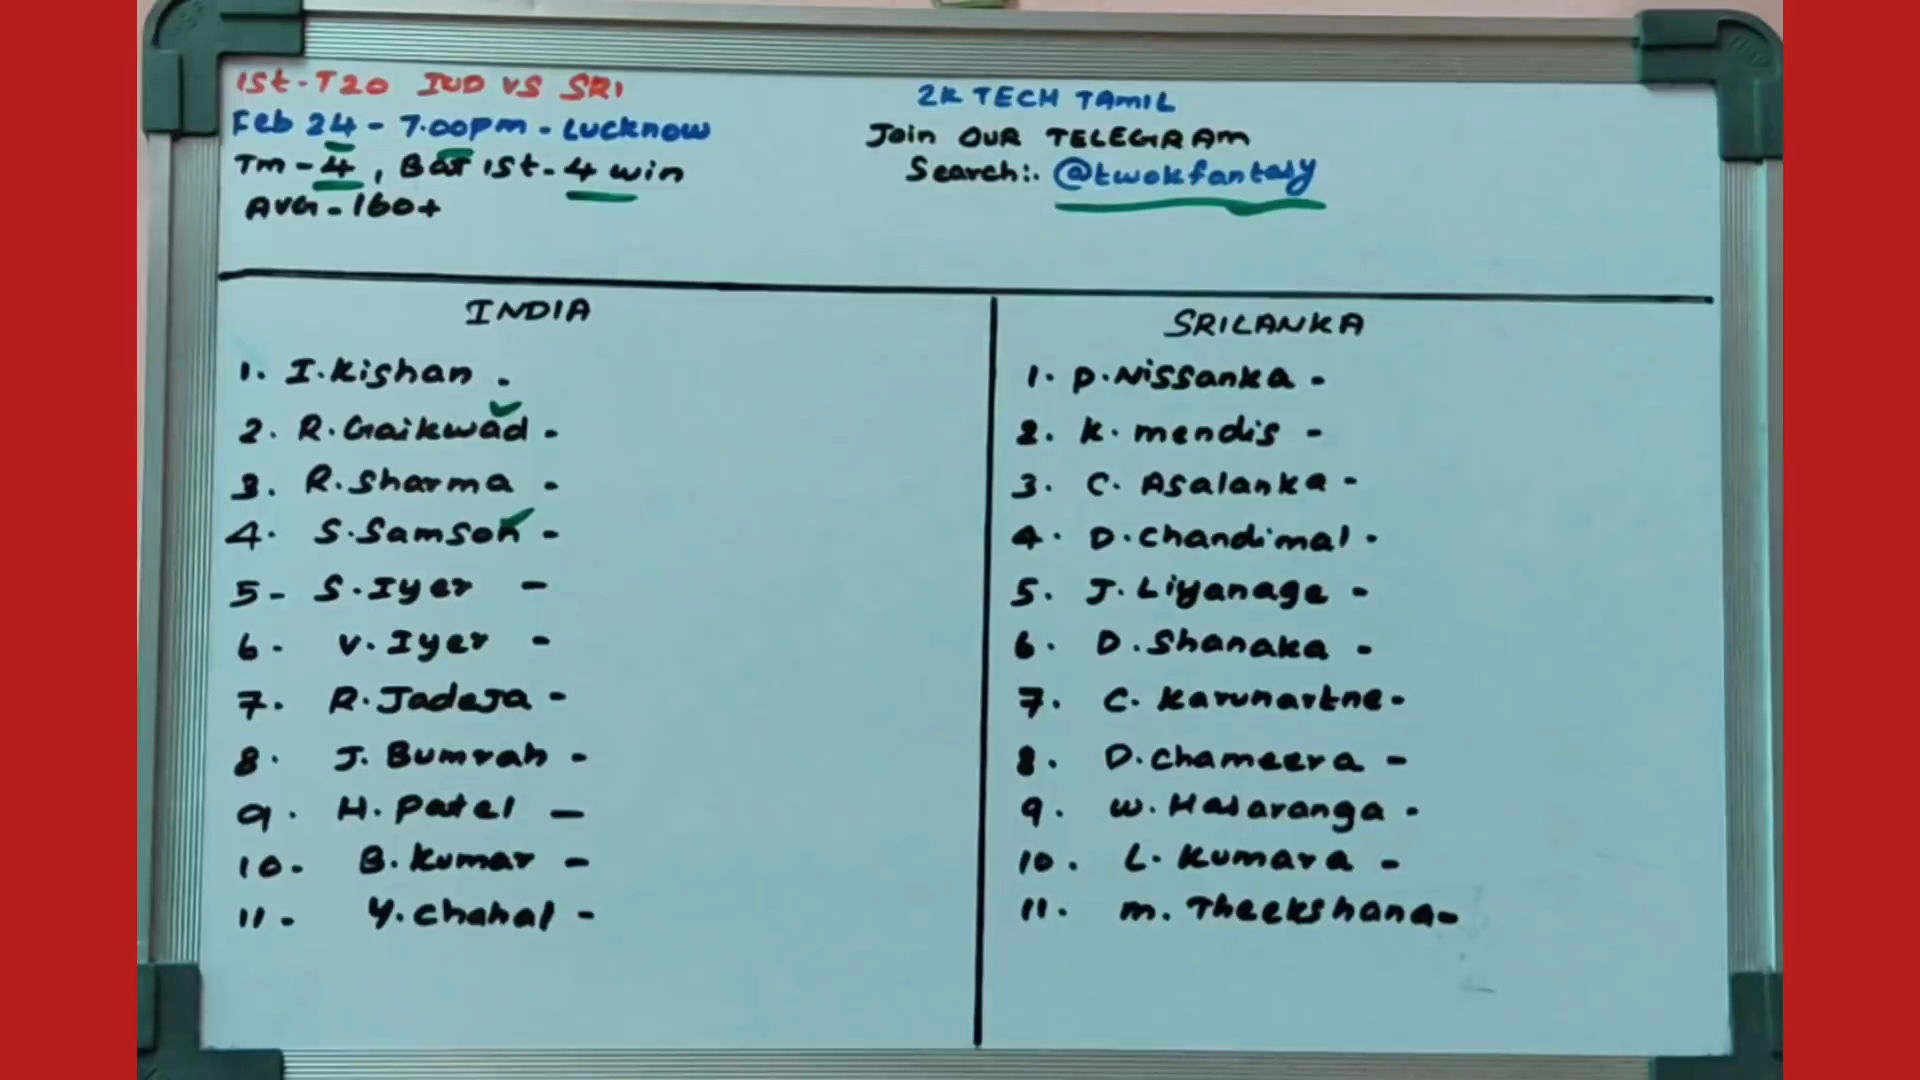 1st-T20 IND VS SRI
Feb 24 - 7.00pm - Lucknow
Tm - 4, Bat 1st - 4 win
AVG - 160+
2K TECH TAMIL
Join OUR TELEGRAM
Search:. @twokfantasy
INDIA
1. I.Kishan -
2. R.Gaikwad -
3. R.Sharma -
4. S.Samson -
5- S.Iyer -
6- V.Iyer -
7. R.Jadeja -
8. J.Bumrah -
9. H.Patel -
10- B.Kumar -
11- Y.Chahal -
SRILANKA
1. P.Nissanka -
2. K.mendis -
3. C.Asalanka -
4. D.Chandimal -
5. J.Liyanage -
6. D.Shanaka -
7. C.Karunartne -
8. D.Chameera -
9. W.Hasaranga -
10. L.Kumara -
11. m.Theekshana -